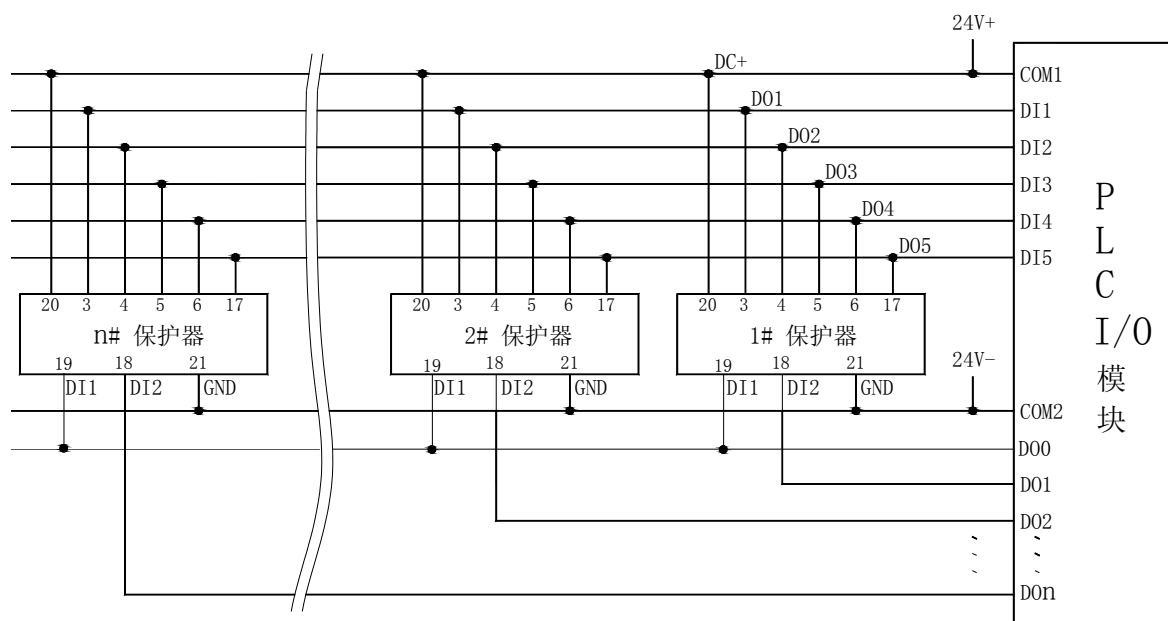 24V+
DC+
COM1
DO1
DI1
DO2
DI2
DO3
DI3
DO4
DI4
DO5
DI5
20 3 4 5 6 17
20 3 4 5 6 17
20 3 4 5 6 17
n# 保护器
2# 保护器
1# 保护器
19 18 21
19 18 21
19 18 21
DI1 DI2 GND
DI1 DI2 GND
DI1 DI2 GND
24V-
COM2
DO0
DO1
DO2
DOn
PLC I/O 模块